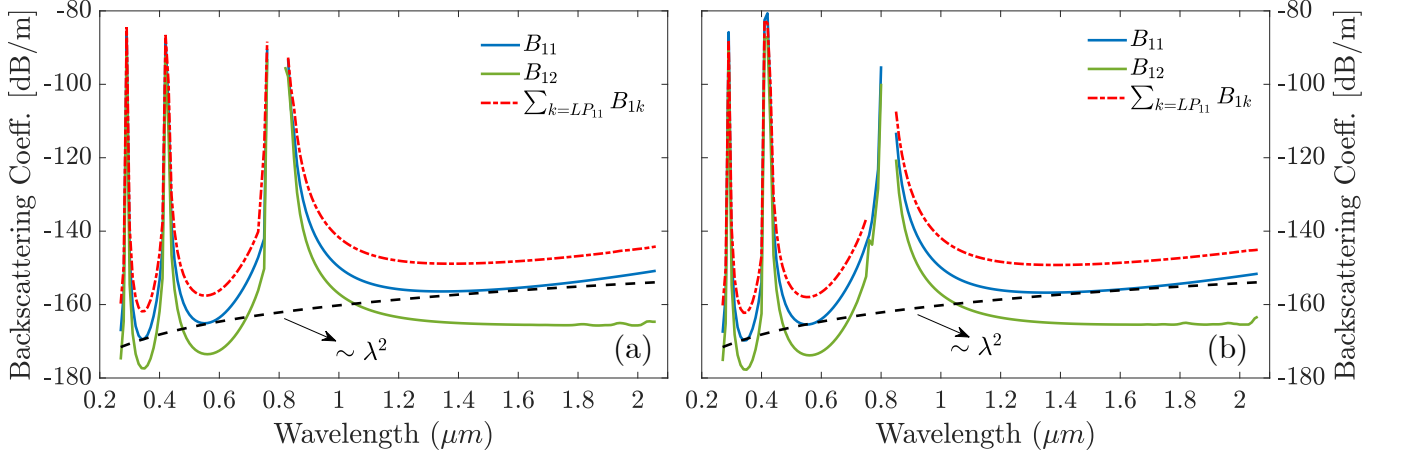 Backscattering Coeff. [dB/m]
-80
-100
-120
-140
-160
-180
B₁₁
B₁₂
∑ₖ₌LP₁₁ B₁ₖ
∼ λ²
(a)
0.2 0.4 0.6 0.8 1 1.2 1.4 1.6 1.8 2
Wavelength (μm)
B₁₁
B₁₂
∑ₖ₌LP₁₁ B₁ₖ
∼ λ²
(b)
0.2 0.4 0.6 0.8 1 1.2 1.4 1.6 1.8 2
Wavelength (μm)
-80
-100
-120
-140
-160
-180
Backscattering Coeff. [dB/m]